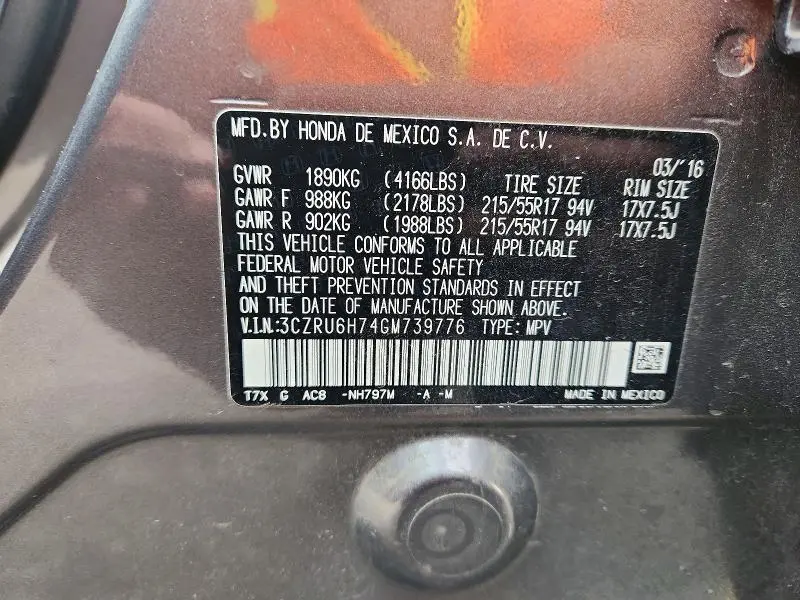 MFD.BY HONDA DE MEXICO S.A. DE C.V.
03/'16
GVWR 1890KG (4166LBS) TIRE SIZE RIM SIZE
GAWR F 988KG (2178LBS) 215/55R17 94V 17X7.5J
GAWR R 902KG (1988LBS) 215/55R17 94V 17X7.5J
THIS VEHICLE CONFORMS TO ALL APPLICABLE
FEDERAL MOTOR VEHICLE SAFETY
AND THEFT PREVENTION STANDARDS IN EFFECT
ON THE DATE OF MANUFACTURE SHOWN ABOVE.
V.I.N.:3CZRU6H74GM739776 TYPE: MPV
T7X G AC8 -NH797M -A -M MADE IN MEXICO